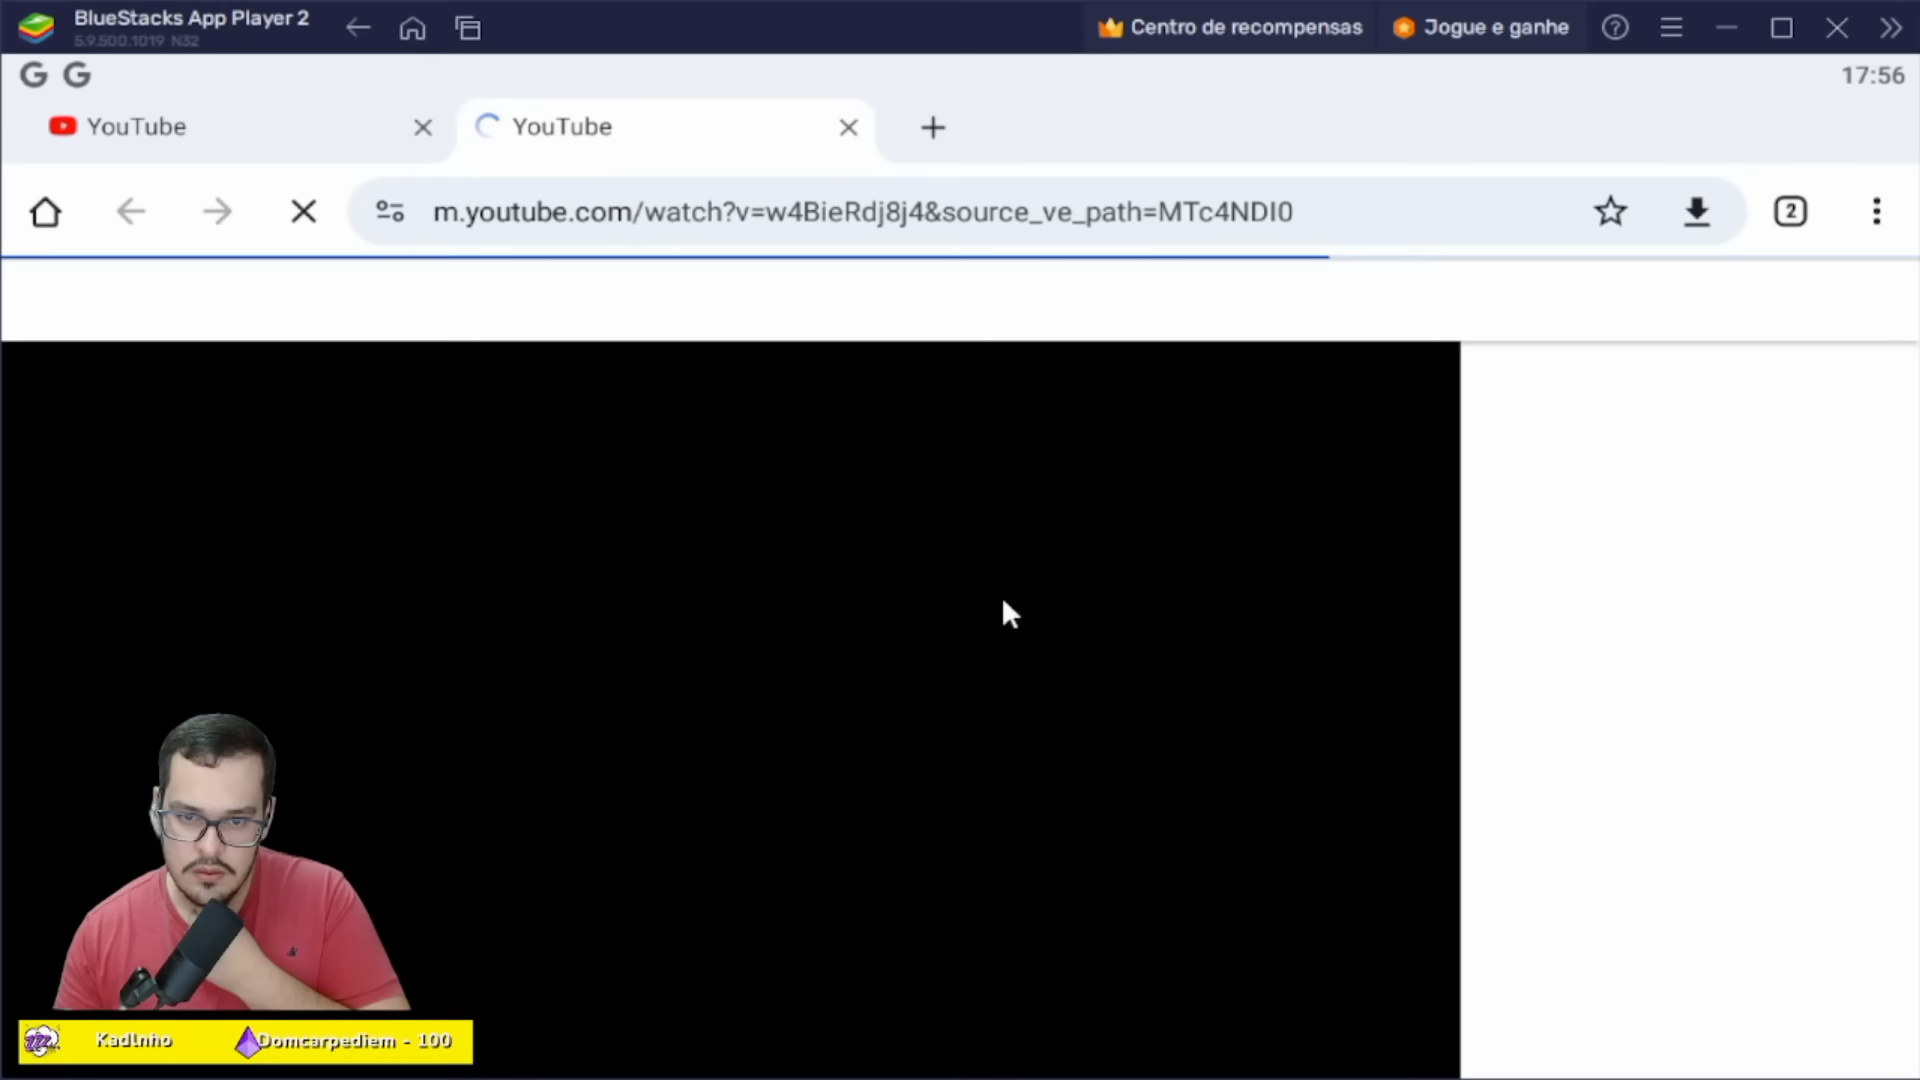 BlueStacks App Player 2
5.9.500.1019 N32
Centro de recompensas
Jogue e ganhe
17:56
YouTube
YouTube
m.youtube.com/watch?v=w4BieRdj8j4&source_ve_path=MTc4NDI0
2
Kadlnho
Domcarpediem - 100